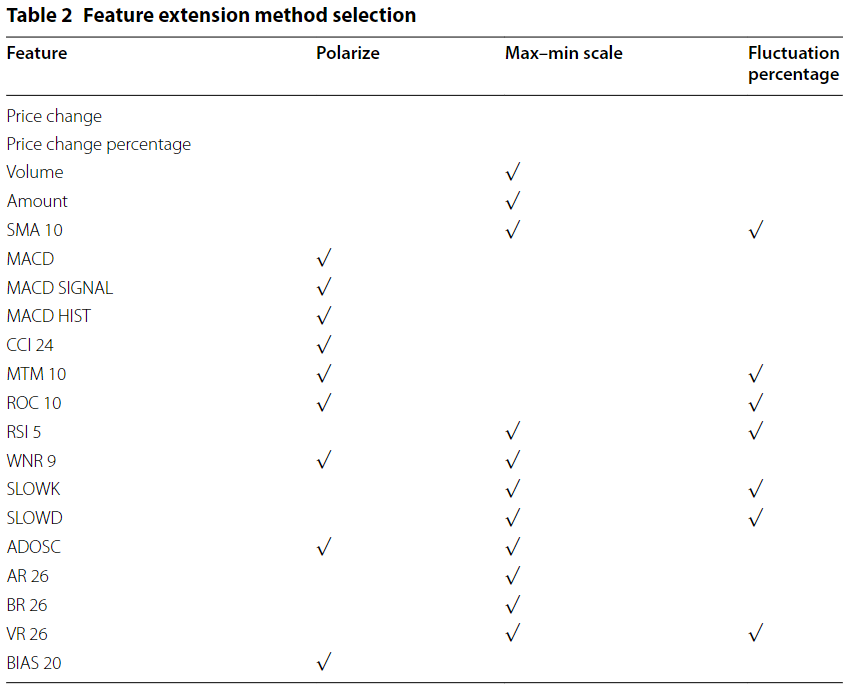 Table 2 Feature extension method selection
Feature Polarize Max–min scale Fluctuation percentage
Price change
Price change percentage
Volume √
Amount √
SMA 10 √ √
MACD √
MACD SIGNAL √
MACD HIST √
CCI 24 √
MTM 10 √ √
ROC 10 √ √
RSI 5 √ √
WNR 9 √ √
SLOWK √ √
SLOWD √ √
ADOSC √ √
AR 26 √
BR 26 √
VR 26 √ √
BIAS 20 √